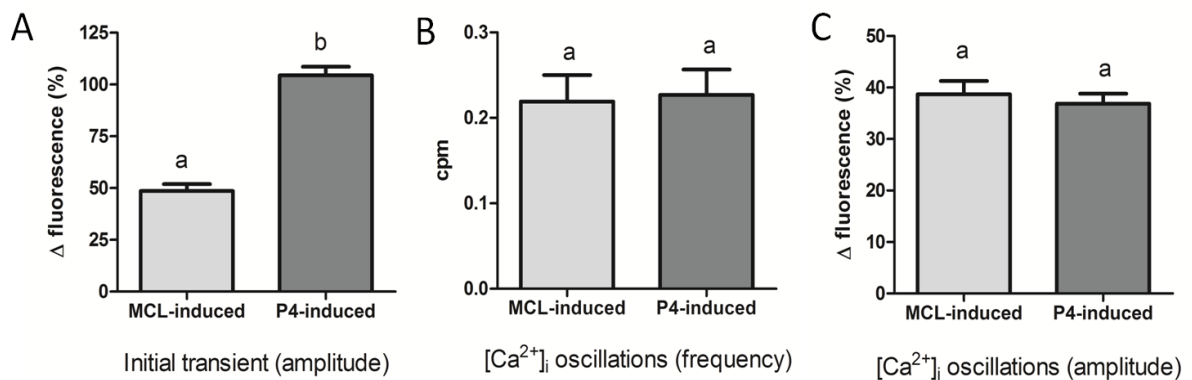 A
Δ fluorescence (%)
125
100
75
50
25
0
a
b
MCL-induced P4-induced
Initial transient (amplitude)
B
cpm
0.3
0.2
0.1
0.0
a
a
MCL-induced P4-induced
[Ca²⁺]ᵢ oscillations (frequency)
C
Δ fluorescence (%)
50
40
30
20
40
0
a
a
MCL-induced P4-induced
[Ca²⁺]ᵢ oscillations (amplitude)